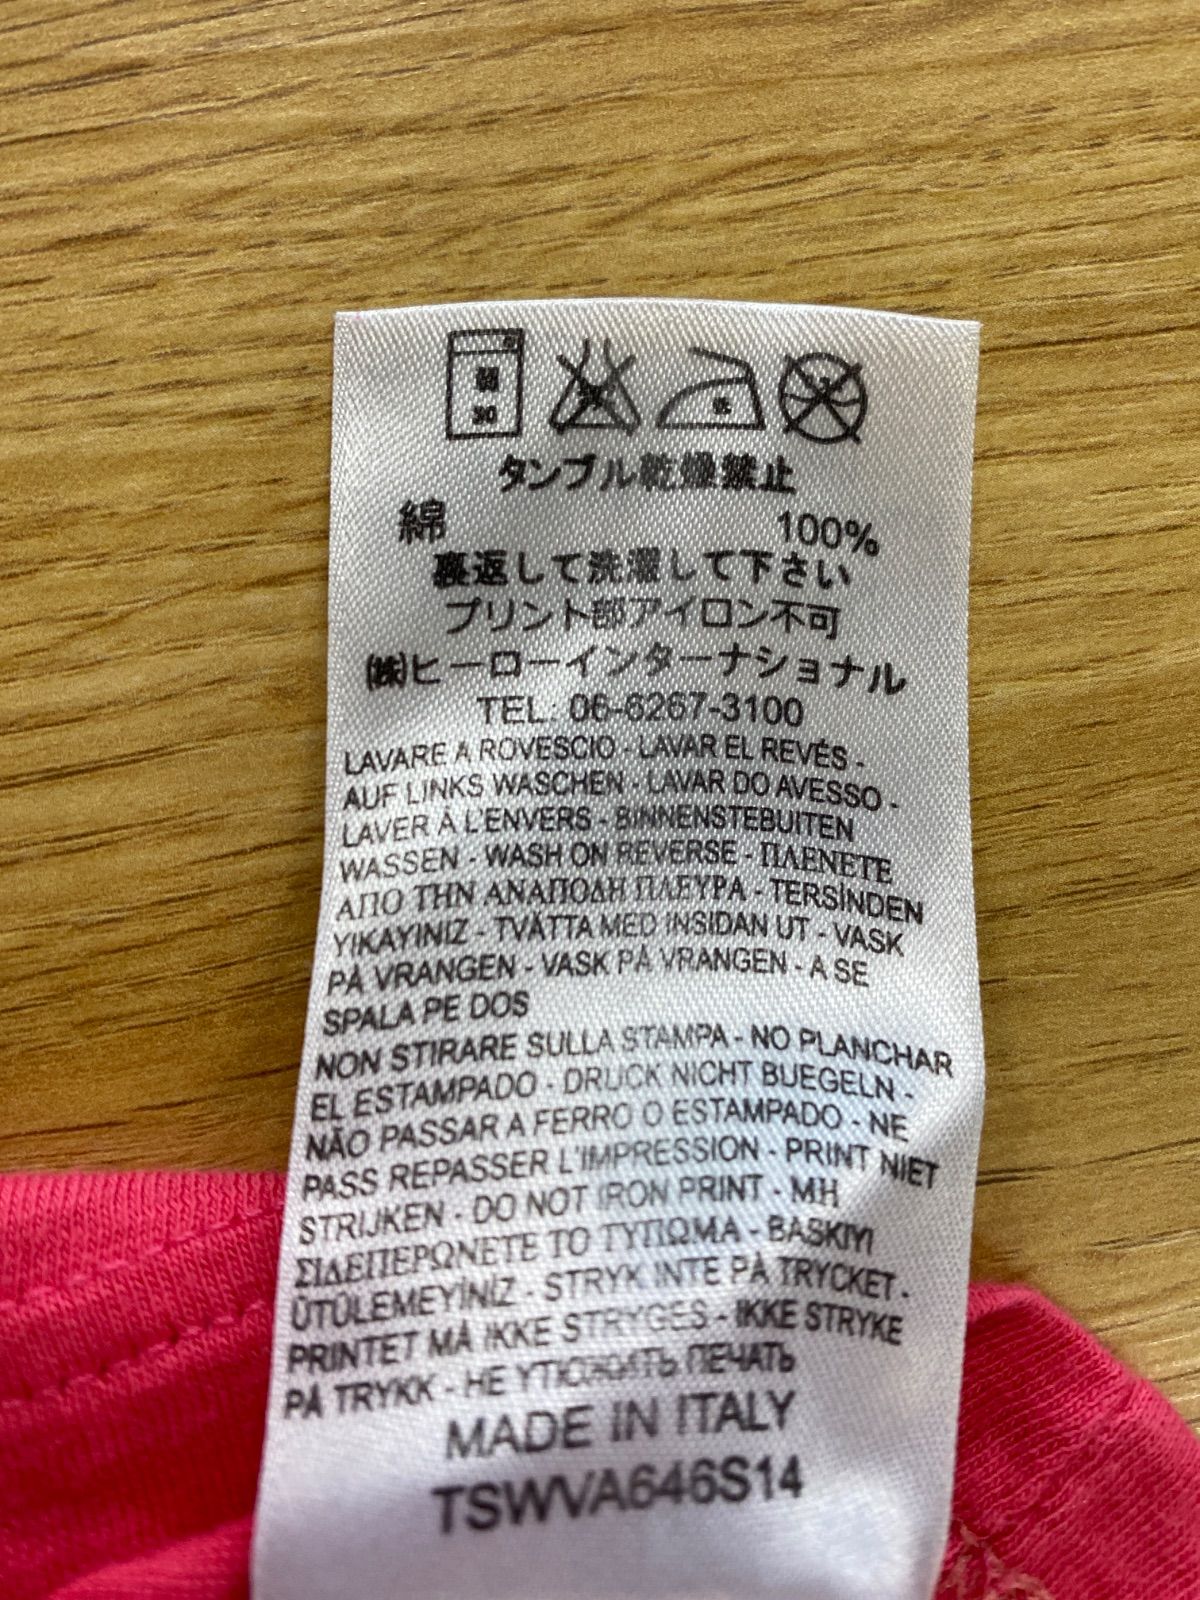 30
タンブル乾燥禁止
綿 100%
裏返して洗濯して下さい
プリント部アイロン不可
(株)ヒーローインターナショナル
TEL: 06-6267-3100
LAVARE A ROVESCIO - LAVAR EL REVÉS -
AUF LINKS WASCHEN - LAVAR DO AVESSO -
LAVER À L'ENVERS - BINNENSTEBUITEN
WASSEN - WASH ON REVERSE - ΠΛΕΝΕΤΕ
ΑΠΟ ΤΗΝ ΑΝΑΠΟΔΗ ΠΛΕΥΡΑ - TERSİNDEN
YIKAYINIZ - TVÄTTA MED INSIDAN UT - VASK
PÅ VRANGEN - VASK PÅ VRANGEN - A SE
SPALA PE DOS
NON STIRARE SULLA STAMPA - NO PLANCHAR
EL ESTAMPADO - DRUCK NICHT BUEGELN -
NÃO PASSAR A FERRO O ESTAMPADO - NE
PASS REPASSER L'IMPRESSION - PRINT NIET
STRIJKEN - DO NOT IRON PRINT - ΜΗ
ΣΙΔΕΠΕΡΩΝΕΤΕ ΤΟ ΤΥΠΩΜΑ - BASKIYI
ÜTÜLEMEYİNİZ - STRYK INTE PÅ TRYCKET -
PRINTET MÅ IKKE STRYGES - IKKE STRYKE
PÅ TRYKK - НЕ УТЮЖИТЬ ПЕЧАТЬ
MADE IN ITALY
TSWVA646S14